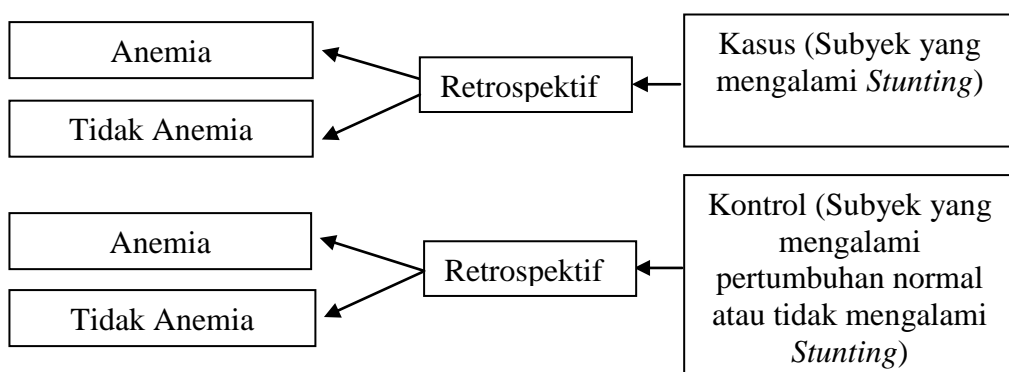 Anemia
Tidak Anemia
Retrospektif
Kasus (Subyek yang
mengalami Stunting)
Anemia
Tidak Anemia
Retrospektif
Kontrol (Subyek yang
mengalami
pertumbuhan normal
atau tidak mengalami
Stunting)